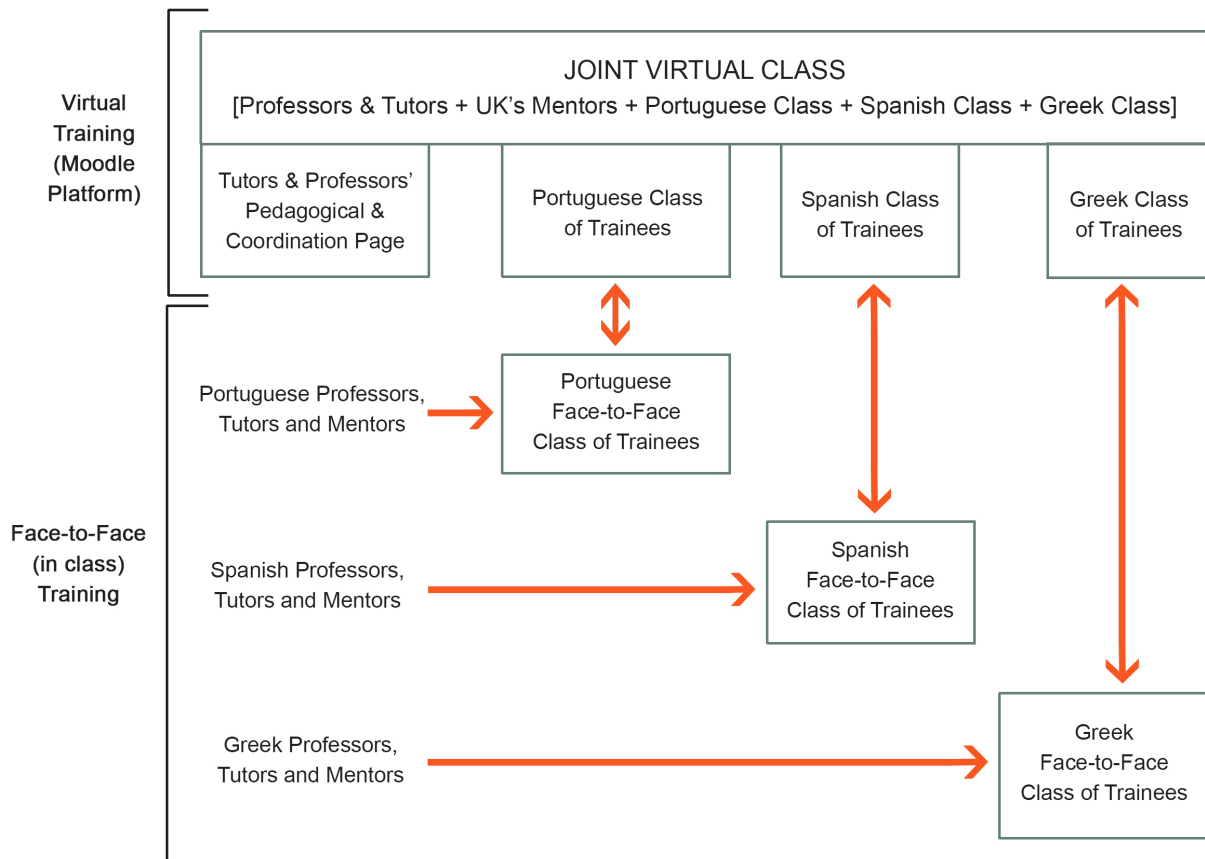 JOINT VIRTUAL CLASS
[Professors & Tutors + UK's Mentors + Portuguese Class + Spanish Class + Greek Class]
Virtual
Training
(Moodle
Platform)
Tutors & Professors’
Pedagogical &
Coordination Page
Portuguese Class
of Trainees
Spanish Class
of Trainees
Greek Class
of Trainees
Face-to-Face
(in class)
Training
Portuguese Professors,
Tutors and Mentors
Portuguese
Face-to-Face
Class of Trainees
Spanish Professors,
Tutors and Mentors
Spanish
Face-to-Face
Class of Trainees
Greek Professors,
Tutors and Mentors
Greek
Face-to-Face
Class of Trainees